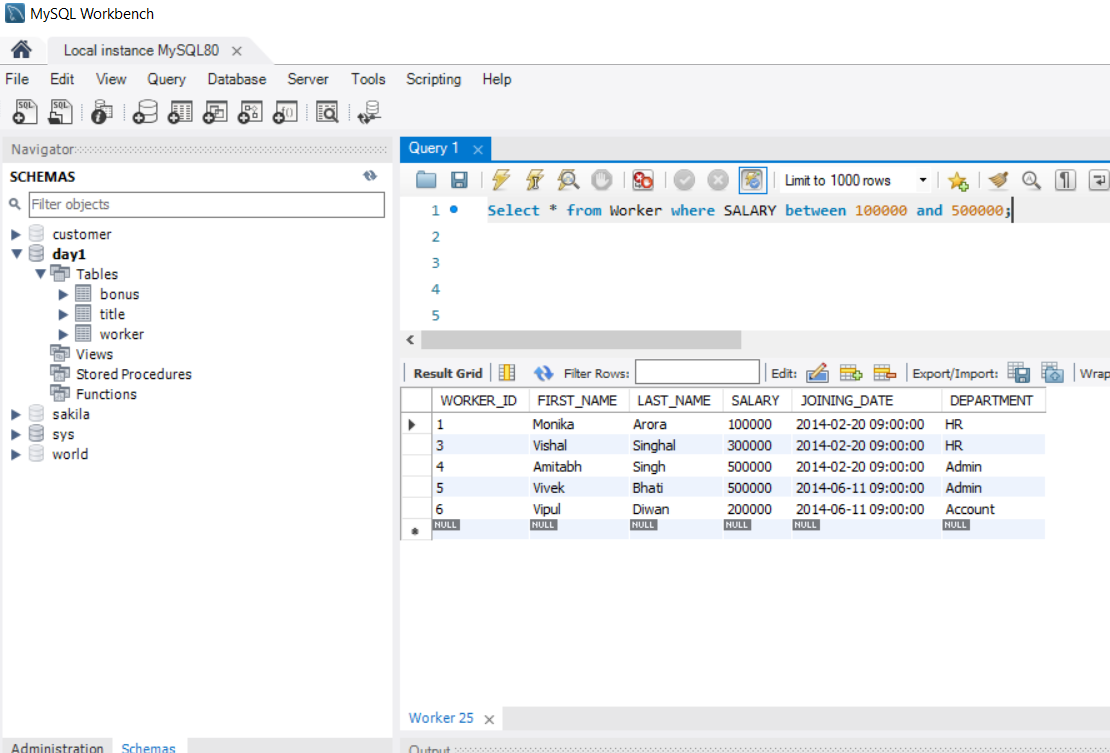 MySQL Workbench
Local instance MySQL80
File Edit View Query Database Server Tools Scripting Help
SQL SQL
Navigator
SCHEMAS
Filter objects
customer
day1
Tables
bonus
title
worker
Views
Stored Procedures
Functions
sakila
sys
world
Administration Schemas
Query 1
Limit to 1000 rows
1 Select * from Worker where SALARY between 100000 and 500000;
2
3
4
5
Result Grid Filter Rows: Edit: Export/Import: Wrap
WORKER_ID FIRST_NAME LAST_NAME SALARY JOINING_DATE DEPARTMENT
1 Monika Arora 100000 2014-02-20 09:00:00 HR
3 Vishal Singhal 300000 2014-02-20 09:00:00 HR
4 Amitabh Singh 500000 2014-02-20 09:00:00 Admin
5 Vivek Bhati 500000 2014-06-11 09:00:00 Admin
6 Vipul Diwan 200000 2014-06-11 09:00:00 Account
NULL NULL NULL NULL NULL NULL
Worker 25
Output